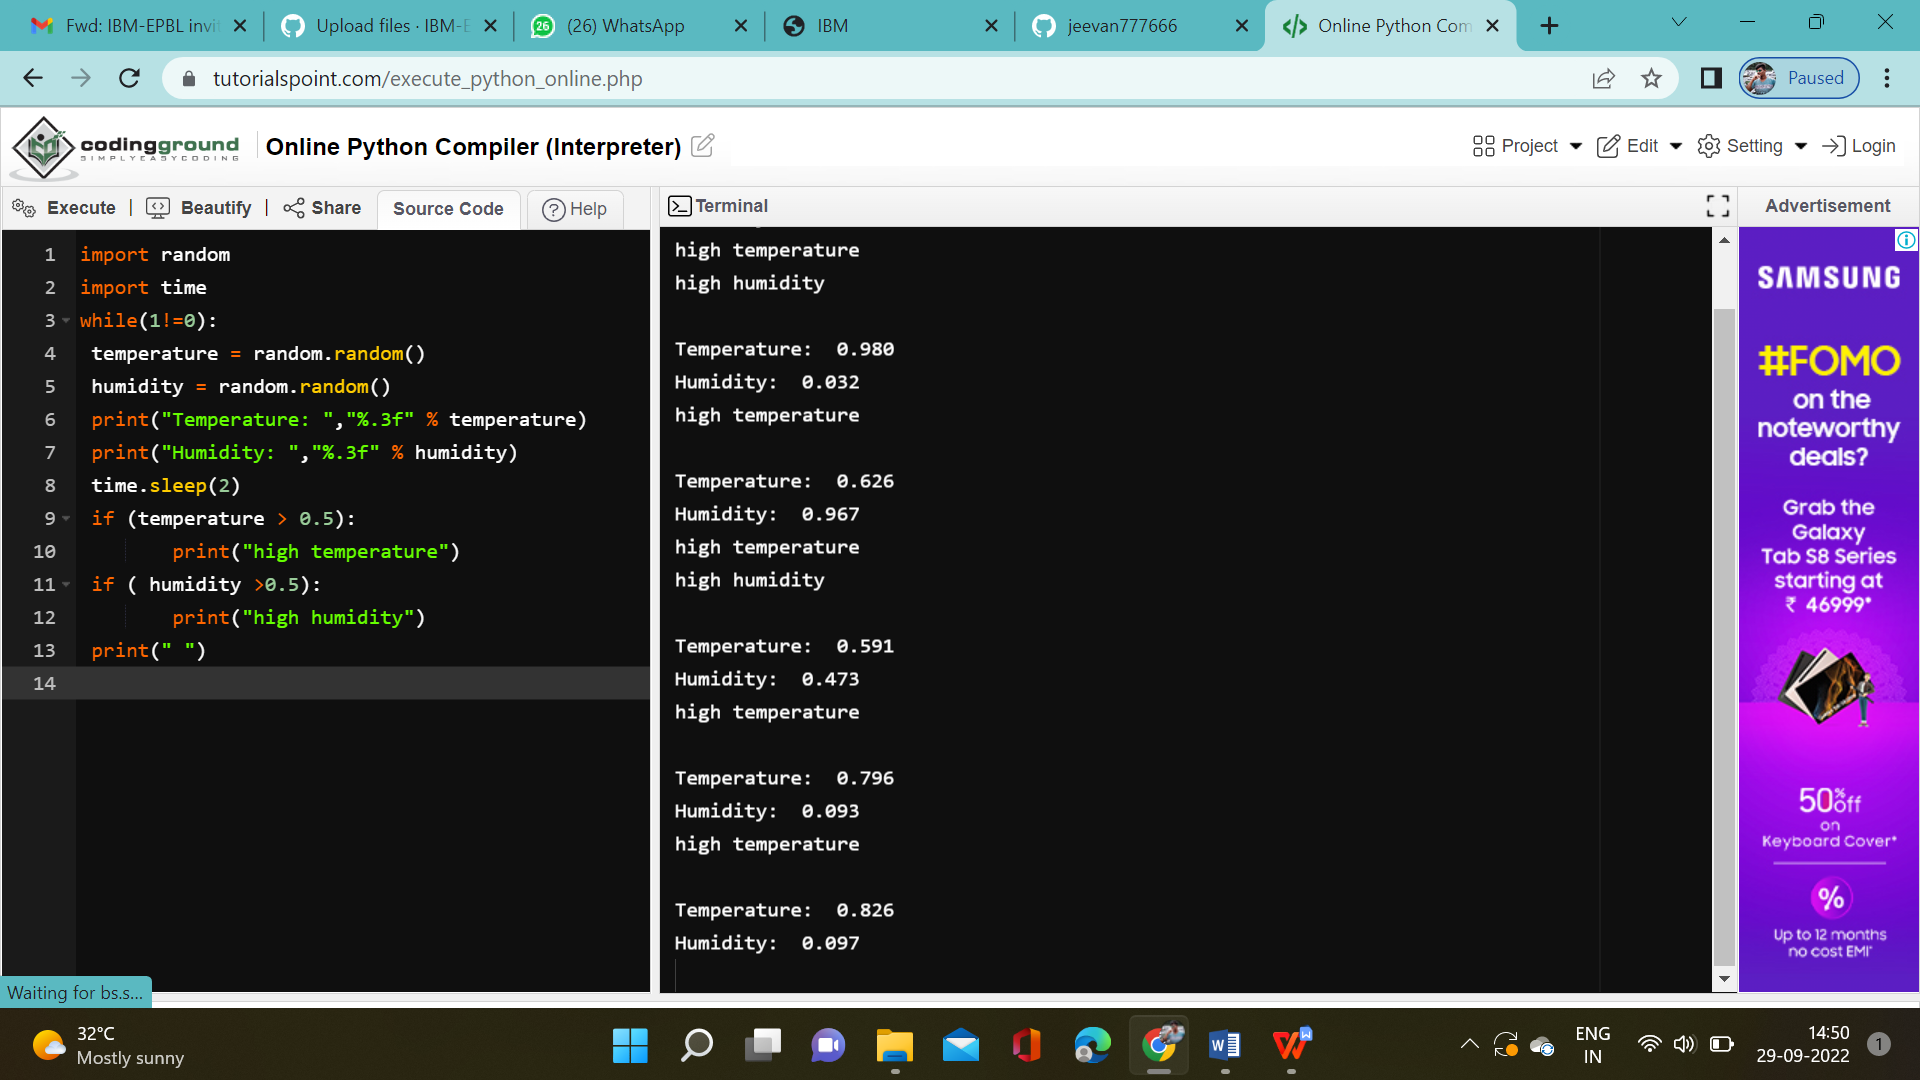 Fwd: IBM-EPBL invi
Upload files · IBM-E
26
(26) WhatsApp
IBM
jeevan777666
Online Python Com
tutorialspoint.com/execute_python_online.php
Paused
codingground
SIMPLYEASYCODING
Online Python Compiler (Interpreter)
Project
Edit
Setting
Login
Execute
Beautify
Share
Source Code
Help
Terminal
Advertisement
1 import random
2 import time
3 while(1!=0):
4 temperature = random.random()
5 humidity = random.random()
6 print("Temperature: ","%.3f" % temperature)
7 print("Humidity: ","%.3f" % humidity)
8 time.sleep(2)
9 if (temperature > 0.5):
10 print("high temperature")
11 if ( humidity >0.5):
12 print("high humidity")
13 print(" ")
14
high temperature
high humidity
Temperature:  0.980
Humidity:  0.032
high temperature
Temperature:  0.626
Humidity:  0.967
high temperature
high humidity
Temperature:  0.591
Humidity:  0.473
high temperature
Temperature:  0.796
Humidity:  0.093
high temperature
Temperature:  0.826
Humidity:  0.097
SAMSUNG
#FOMO
on the
noteworthy
deals?
Grab the
Galaxy
Tab S8 Series
starting at
₹ 46999*
50% off
on
Keyboard Cover*
%
Up to 12 months
no cost EMI*
Waiting for bs.s...
32°C
Mostly sunny
ENG
IN
14:50
29-09-2022
1